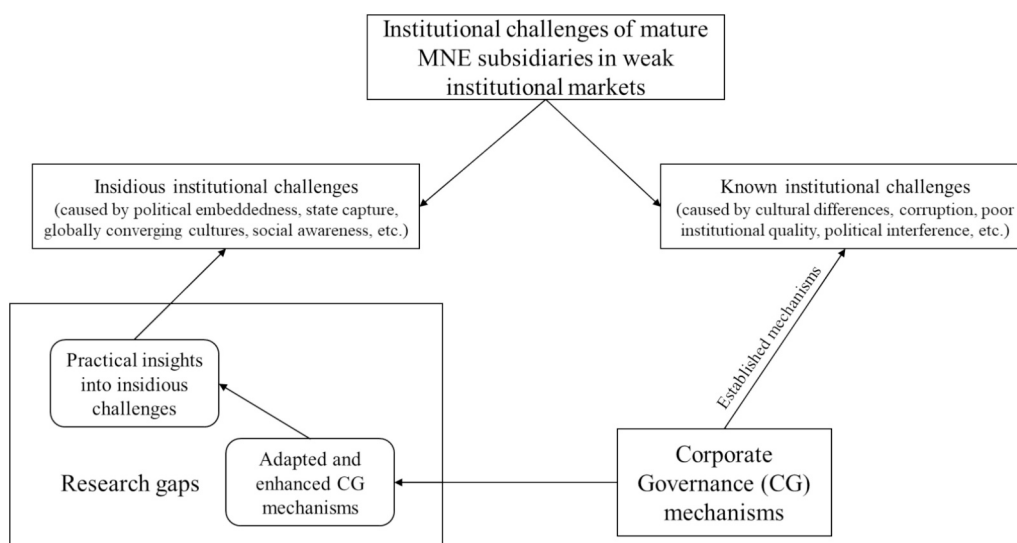 Institutional challenges of mature
MNE subsidiaries in weak
institutional markets
Insidious institutional challenges
(caused by political embeddedness, state capture,
globally converging cultures, social awareness, etc.)
Known institutional challenges
(caused by cultural differences, corruption, poor
institutional quality, political interference, etc.)
Established mechanisms
Practical insights
into insidious
challenges
Research gaps
Adapted and
enhanced CG
mechanisms
Corporate
Governance (CG)
mechanisms